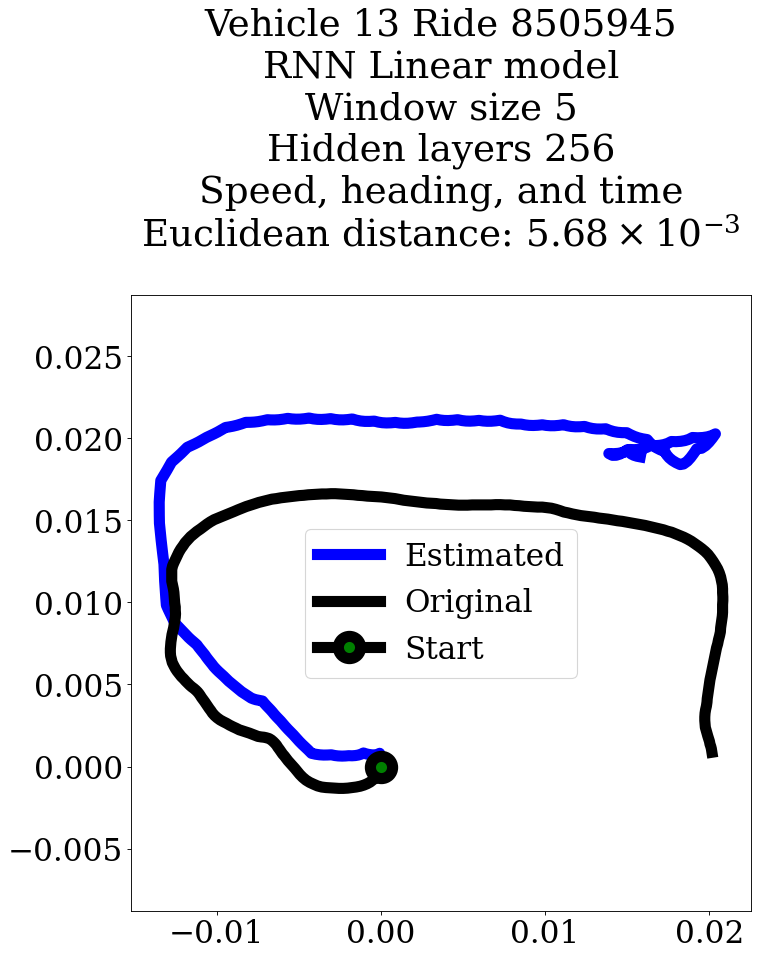 Vehicle 13 Ride 8505945
RNN Linear model
Window size 5
Hidden layers 256
Speed, heading, and time
Euclidean distance: 5.68 × 10⁻³
0.025
0.020
0.015
0.010
0.005
0.000
−0.005
Estimated
Original
Start
−0.01 0.00 0.01 0.02